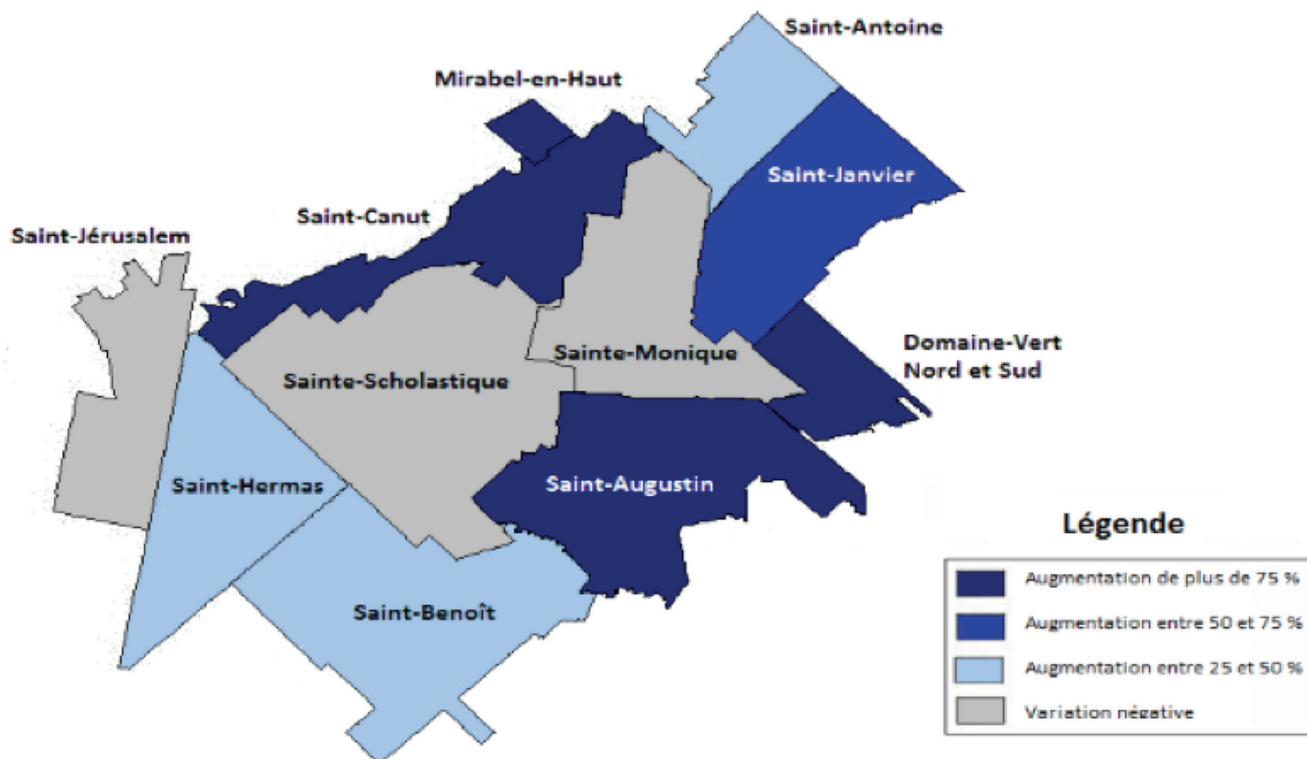 Saint-Antoine
Mirabel-en-Haut
Saint-Janvier
Saint-Canut
Saint-Jérusalem
Domaine-Vert
Nord et Sud
Sainte-Monique
Sainte-Scholastique
Saint-Hermas
Saint-Augustin
Saint-Benoît
Légende
Augmentation de plus de 75 %
Augmentation entre 50 et 75 %
Augmentation entre 25 et 50 %
Variation négative